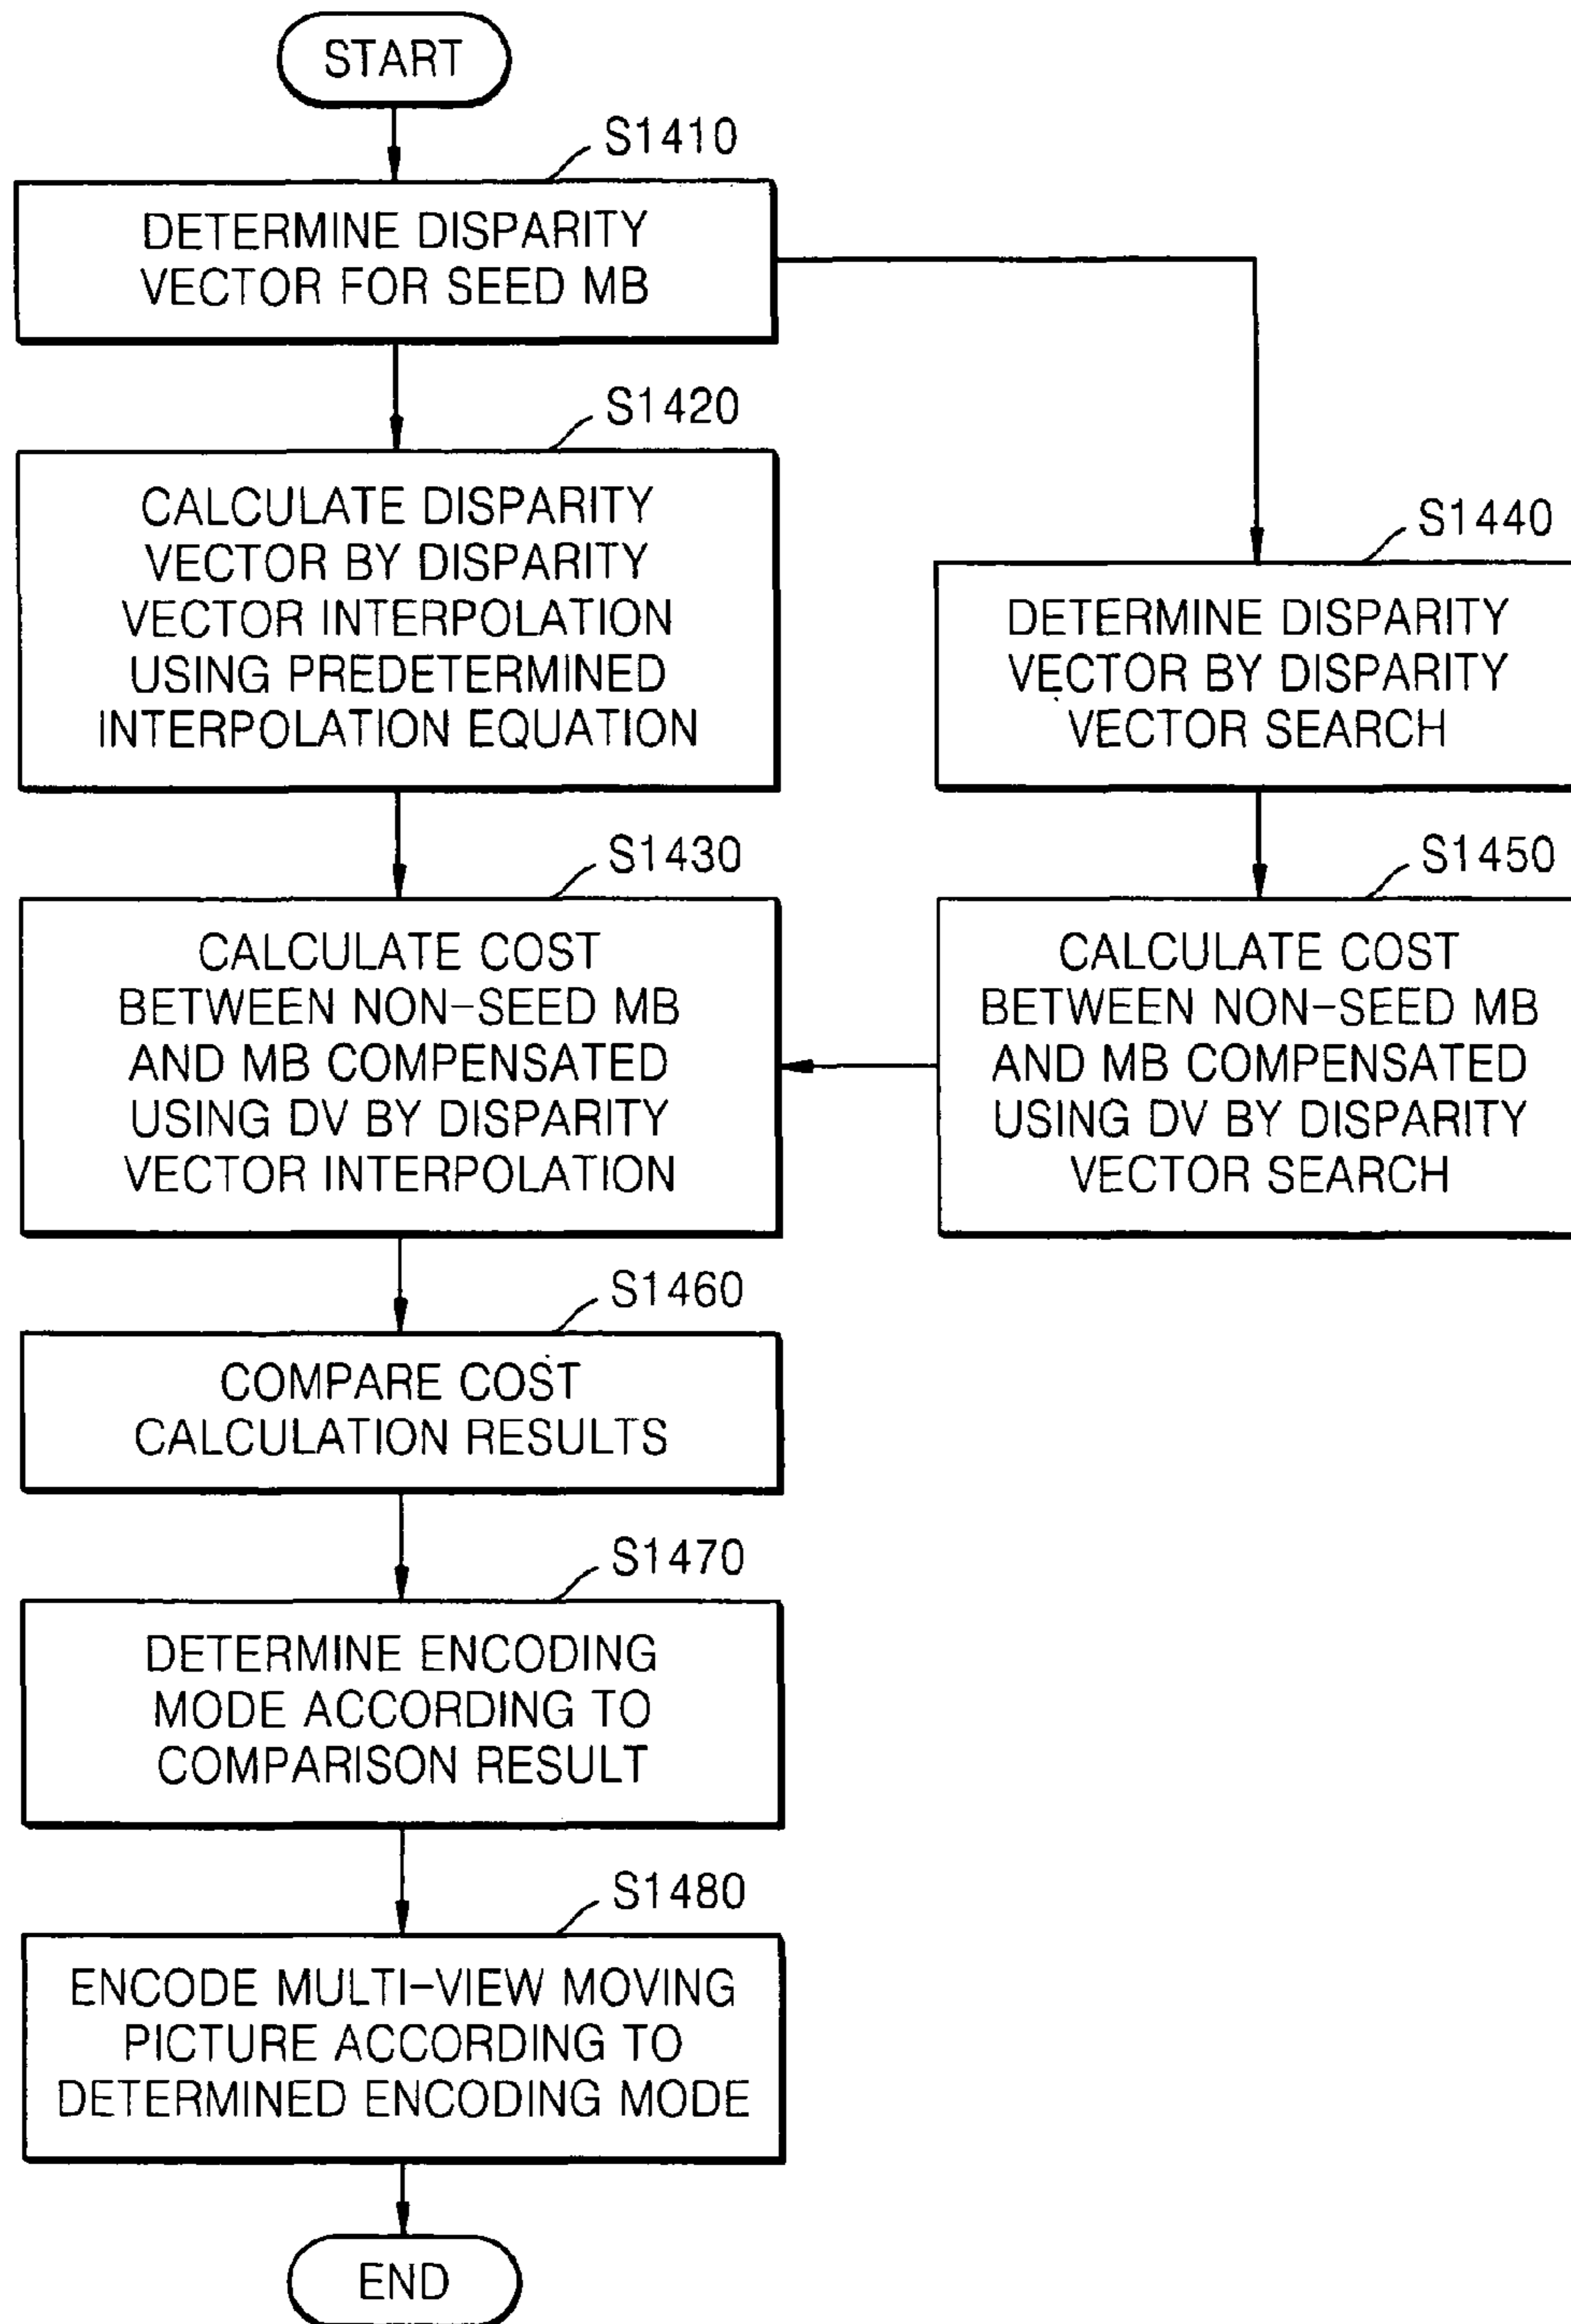 START
S1410
DETERMINE DISPARITY
VECTOR FOR SEED MB
S1420
CALCULATE DISPARITY
VECTOR BY DISPARITY
VECTOR INTERPOLATION
USING PREDETERMINED
INTERPOLATION EQUATION
S1440
DETERMINE DISPARITY
VECTOR BY DISPARITY
VECTOR SEARCH
S1430
CALCULATE COST
BETWEEN NON-SEED MB
AND MB COMPENSATED
USING DV BY DISPARITY
VECTOR INTERPOLATION
S1450
CALCULATE COST
BETWEEN NON-SEED MB
AND MB COMPENSATED
USING DV BY DISPARITY
VECTOR SEARCH
S1460
COMPARE COST
CALCULATION RESULTS
S1470
DETERMINE ENCODING
MODE ACCORDING TO
COMPARISON RESULT
S1480
ENCODE MULTI-VIEW MOVING
PICTURE ACCORDING TO
DETERMINED ENCODING MODE
END